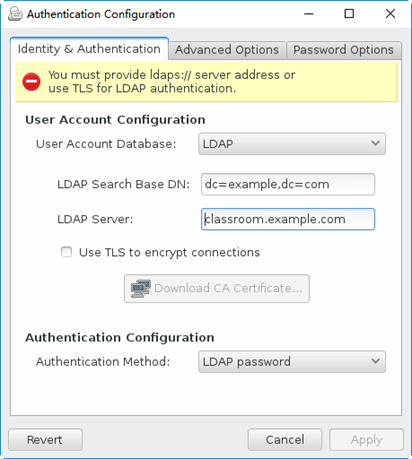 Authentication Configuration
Identity & Authentication
Advanced Options
Password Options
You must provide ldaps:// server address or
use TLS for LDAP authentication.
User Account Configuration
User Account Database: LDAP
LDAP Search Base DN: dc=example,dc=com
LDAP Server: classroom.example.com
Use TLS to encrypt connections
Download CA Certificate...
Authentication Configuration
Authentication Method: LDAP password
Revert
Cancel
Apply